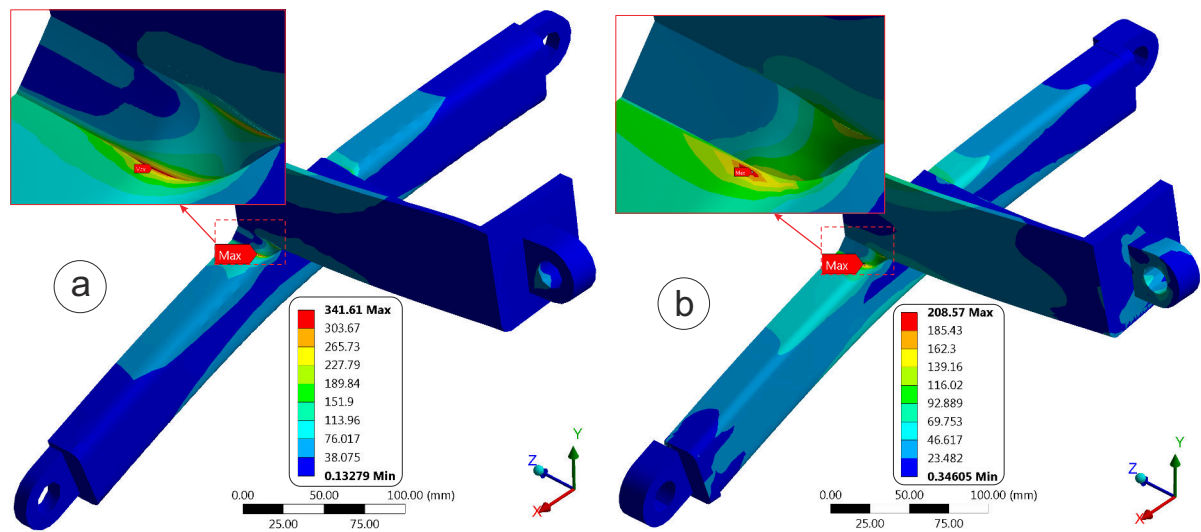 Max
Max
a
341.61 Max
303.67
265.73
227.79
189.84
151.9
113.96
76.017
38.075
0.13279 Min
0.00 50.00 100.00 (mm)
25.00 75.00
Y
Z
X
Max
Max
b
208.57 Max
185.43
162.3
139.16
116.02
92.889
69.753
46.617
23.482
0.34605 Min
0.00 50.00 100.00 (mm)
25.00 75.00
Y
Z
X